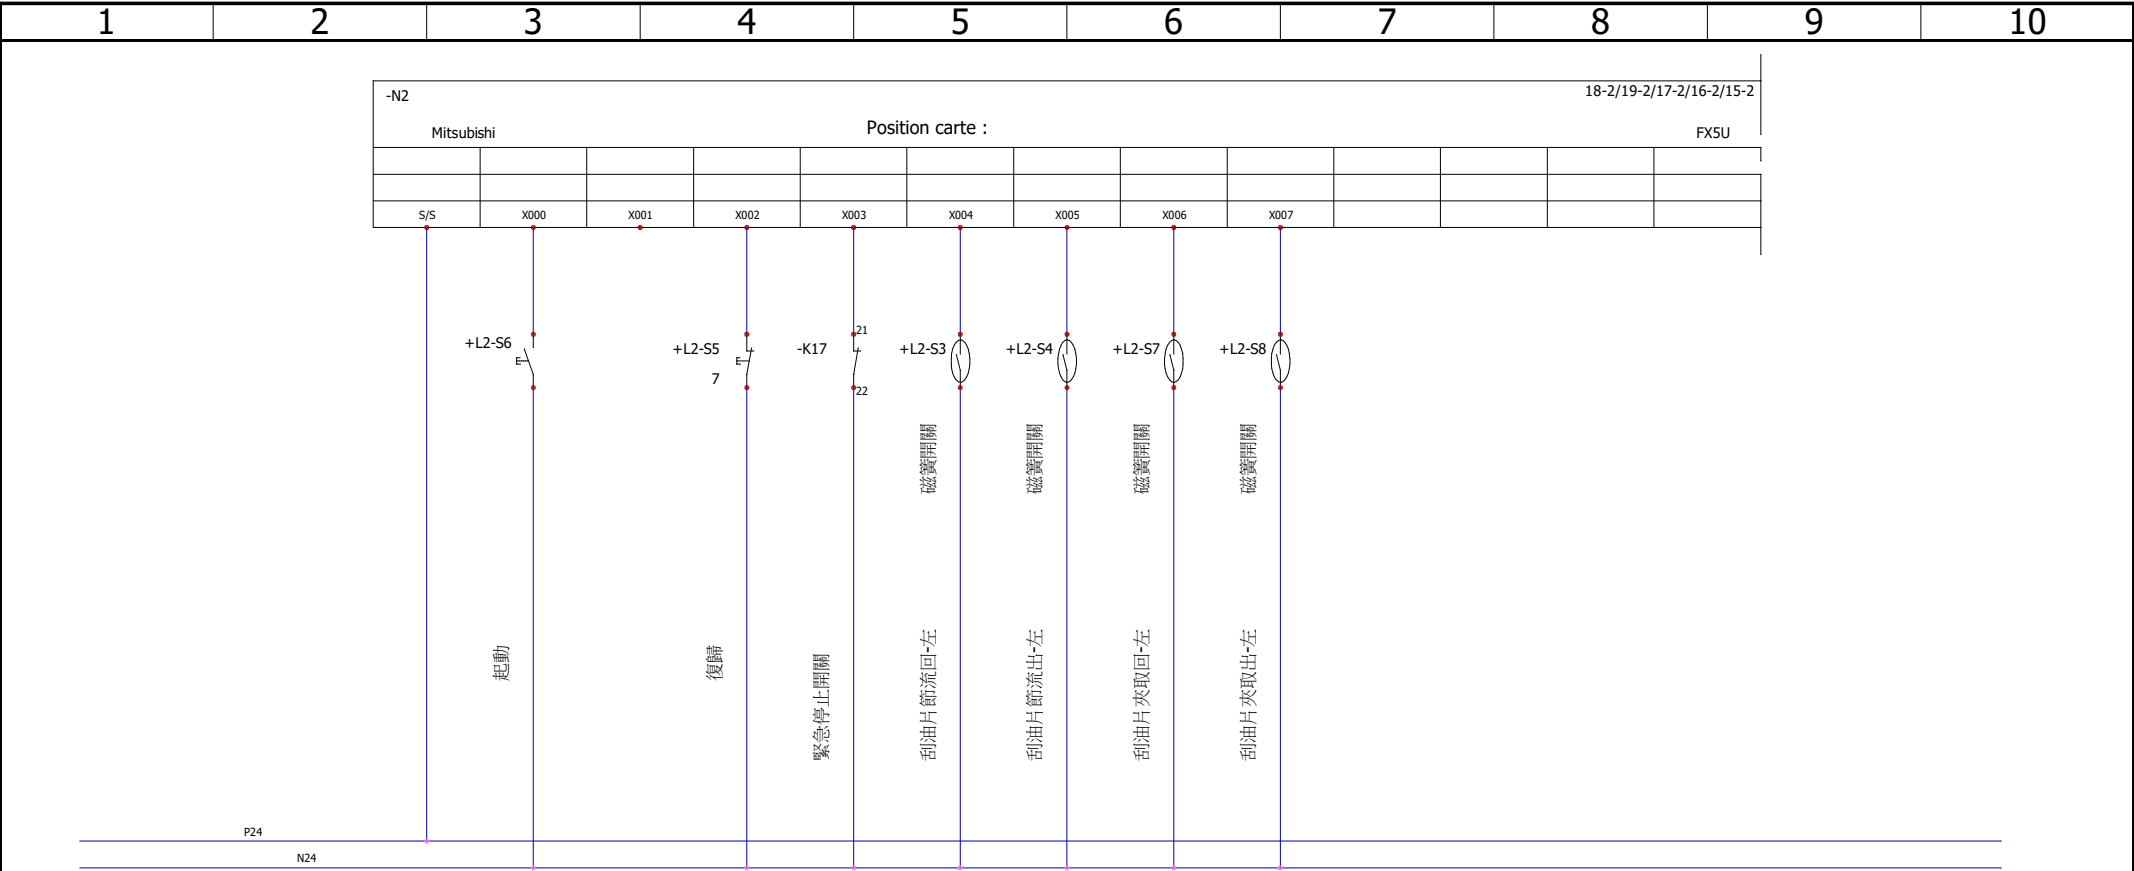 1 2 3 4 5 6 7 8 9 10
-N2 18-2/19-2/17-2/16-2/15-2
Mitsubishi Position carte : FX5U
S/S X000 X001 X002 X003 X004 X005 X006 X007
21
+L2-S6 +L2-S5 -K17 +L2-S3 +L2-S4 +L2-S7 +L2-S8
7
22
磁簧開關
磁簧開關
磁簧開關
磁簧開關
起動
復歸
緊急停止開關
刮油片節流回-左
刮油片節流出-左
刮油片夾取回-左
刮油片夾取出-左
P24
N24